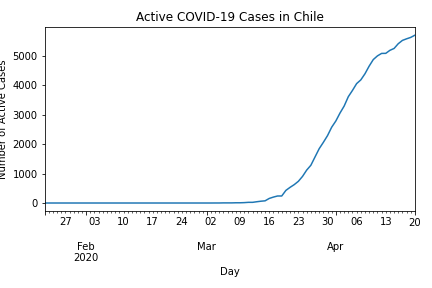 Active COVID-19 Cases in Chile
Number of Active Cases
5000
4000
3000
2000
1000
0
27 03 10 17 24 02 09 16 23 30 06 13 20
Feb Mar Apr
2020
Day